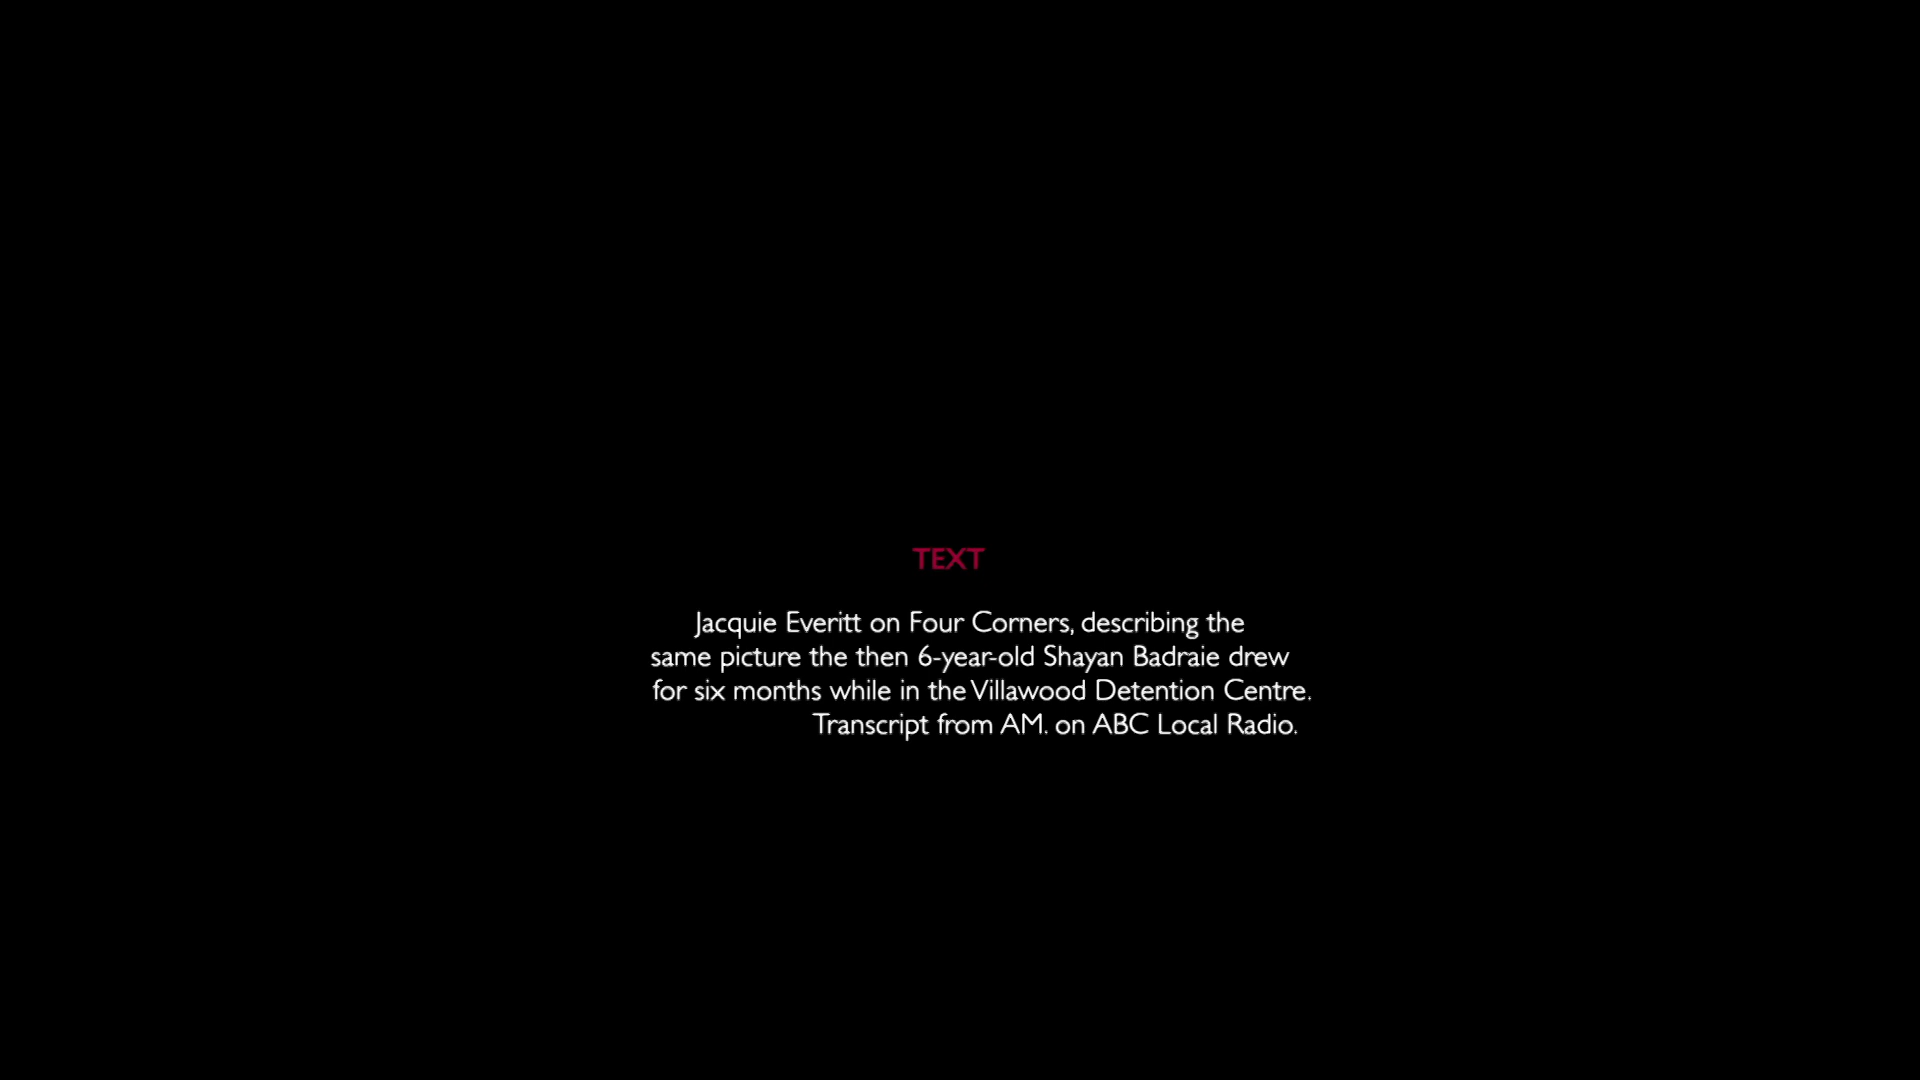 TEXT
Jacquie Everitt on Four Corners, describing the
same picture the then 6-year-old Shayan Badraie drew
for six months while in the Villawood Detention Centre.
Transcript from AM. on ABC Local Radio.